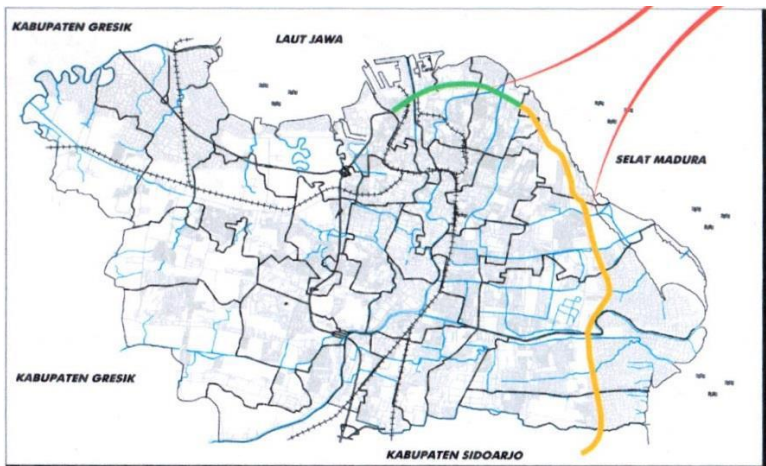 KABUPATEN GRESIK
LAUT JAWA
SELAT MADURA
KABUPATEN GRESIK
KABUPATEN SIDOARJO